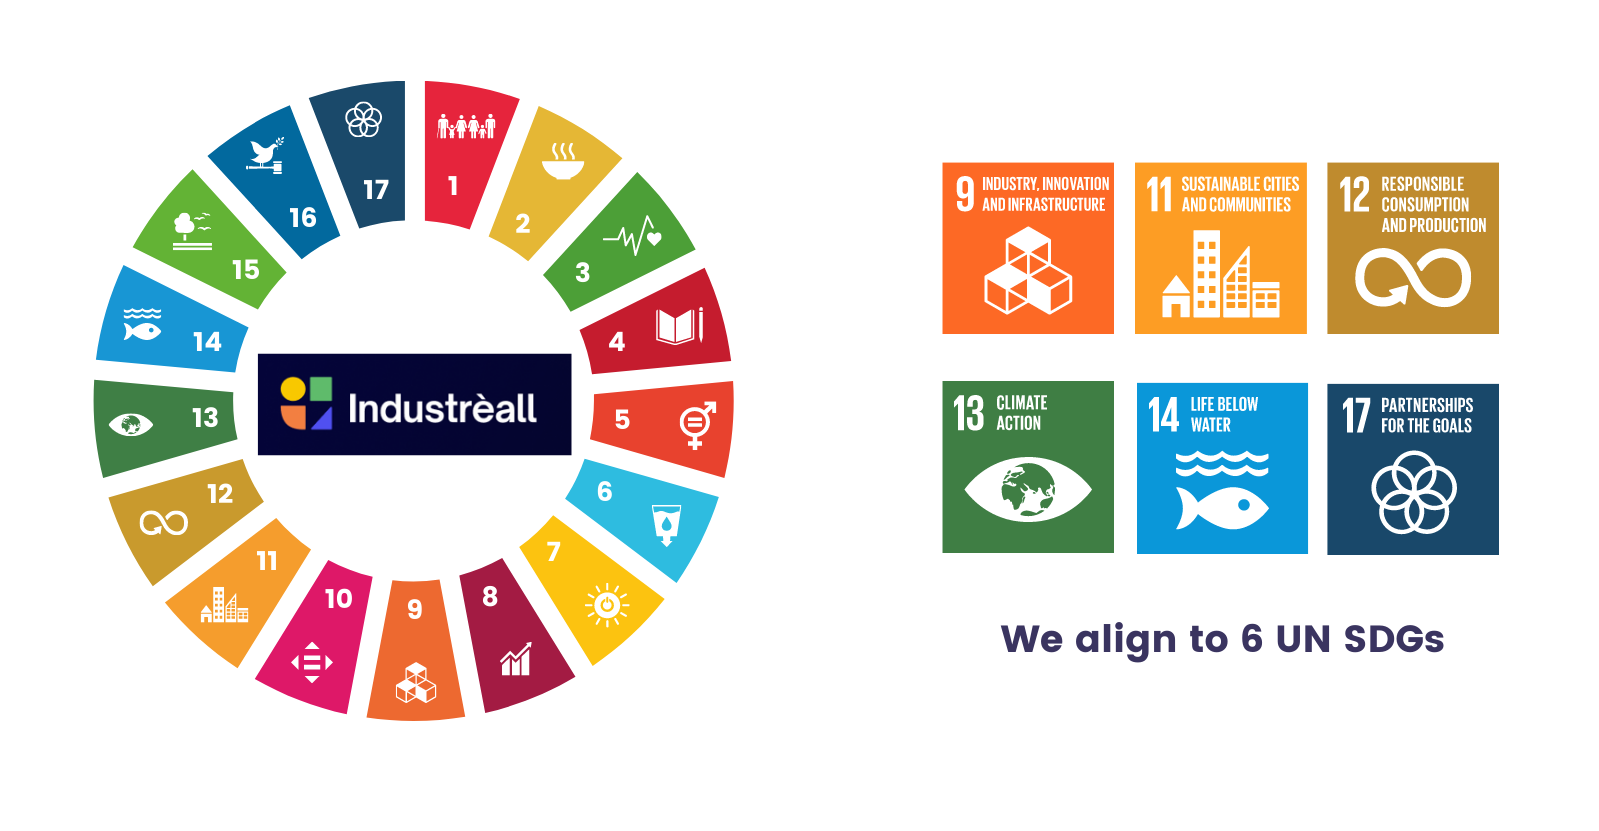 1
2
3
4
5
6
7
8
9
10
11
12
13
14
15
16
17
Industrèall
9 INDUSTRY, INNOVATION
AND INFRASTRUCTURE
11 SUSTAINABLE CITIES
AND COMMUNITIES
12 RESPONSIBLE
CONSUMPTION
AND PRODUCTION
13 CLIMATE
ACTION
14 LIFE BELOW
WATER
17 PARTNERSHIPS
FOR THE GOALS
We align to 6 UN SDGs